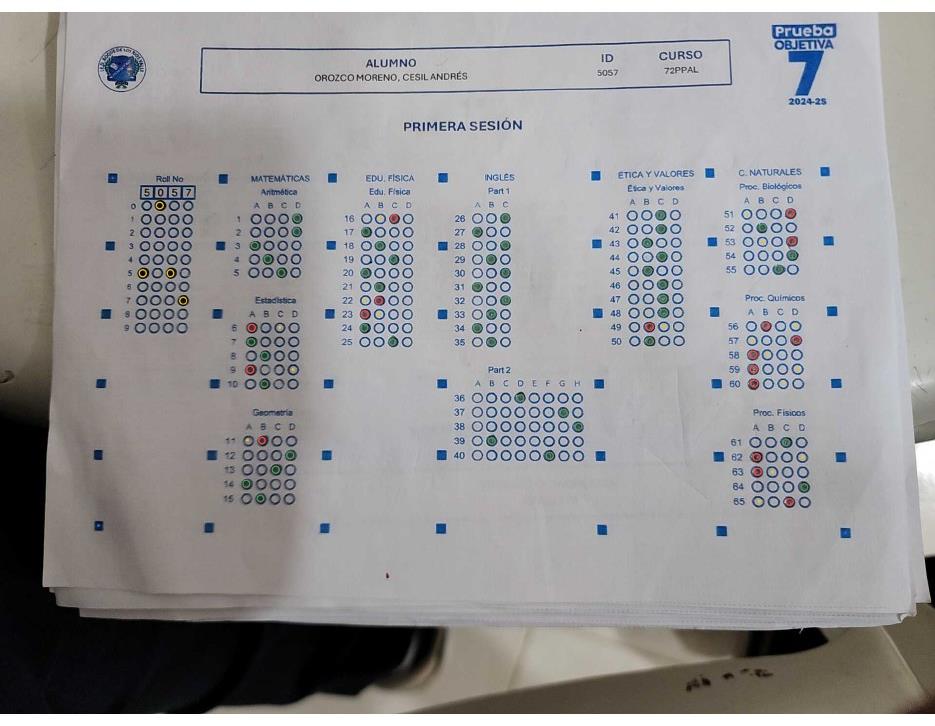 Prueba
OBJETIVA
7
2024-25
ALUMNO
OROZCO MORENO, CESIL ANDRÉS
ID
5057
CURSO
72PPAL
PRIMERA SESIÓN
Roll No
5 0 5 7
0
1
2
3
4
5
6
7
8
9
MATEMÁTICAS
Aritmética
A B C D
1
2
3
4
5
Estadística
A B C D
6
7
8
9
10
Geometría
A B C D
11
12
13
14
15
EDU. FÍSICA
Edu. Física
A B C D
16
17
18
19
20
21
22
23
24
25
INGLÉS
Part 1
A B C
26
27
28
29
30
31
32
33
34
35
Part 2
A B C D E F G H
36
37
38
39
40
ÉTICA Y VALORES
Ética y Valores
A B C D
41
42
43
44
45
46
47
48
49
50
C. NATURALES
Proc. Biológicos
A B C D
51
52
53
54
55
Proc. Químicos
A B C D
56
57
58
59
60
Proc. Físicos
A B C D
61
62
63
64
65